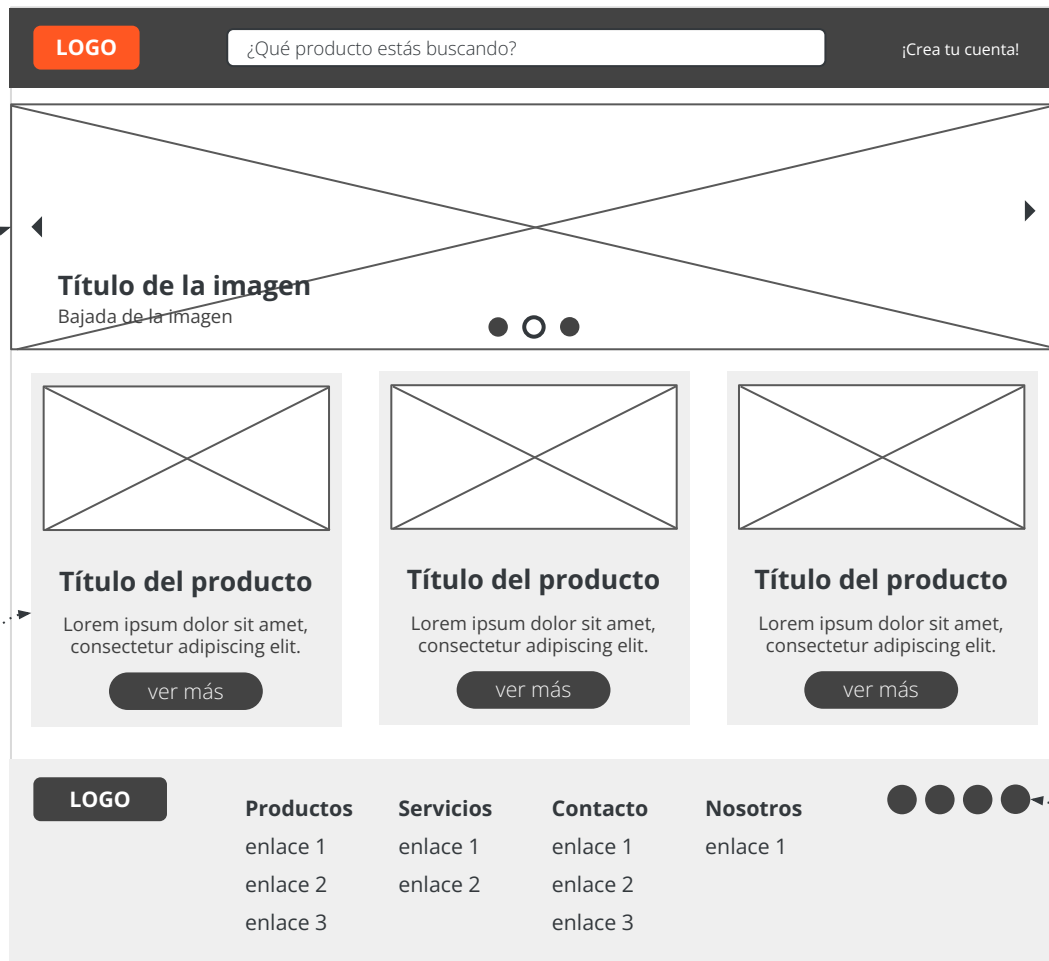 LOGO
¿Qué producto estás buscando?
¡Crea tu cuenta!
Título de la imagen
Bajada de la imagen
Título del producto
Lorem ipsum dolor sit amet,
consectetur adipiscing elit.
ver más
Título del producto
Lorem ipsum dolor sit amet,
consectetur adipiscing elit.
ver más
Título del producto
Lorem ipsum dolor sit amet,
consectetur adipiscing elit.
ver más
LOGO
Productos
enlace 1
enlace 2
enlace 3
Servicios
enlace 1
enlace 2
Contacto
enlace 1
enlace 2
enlace 3
Nosotros
enlace 1